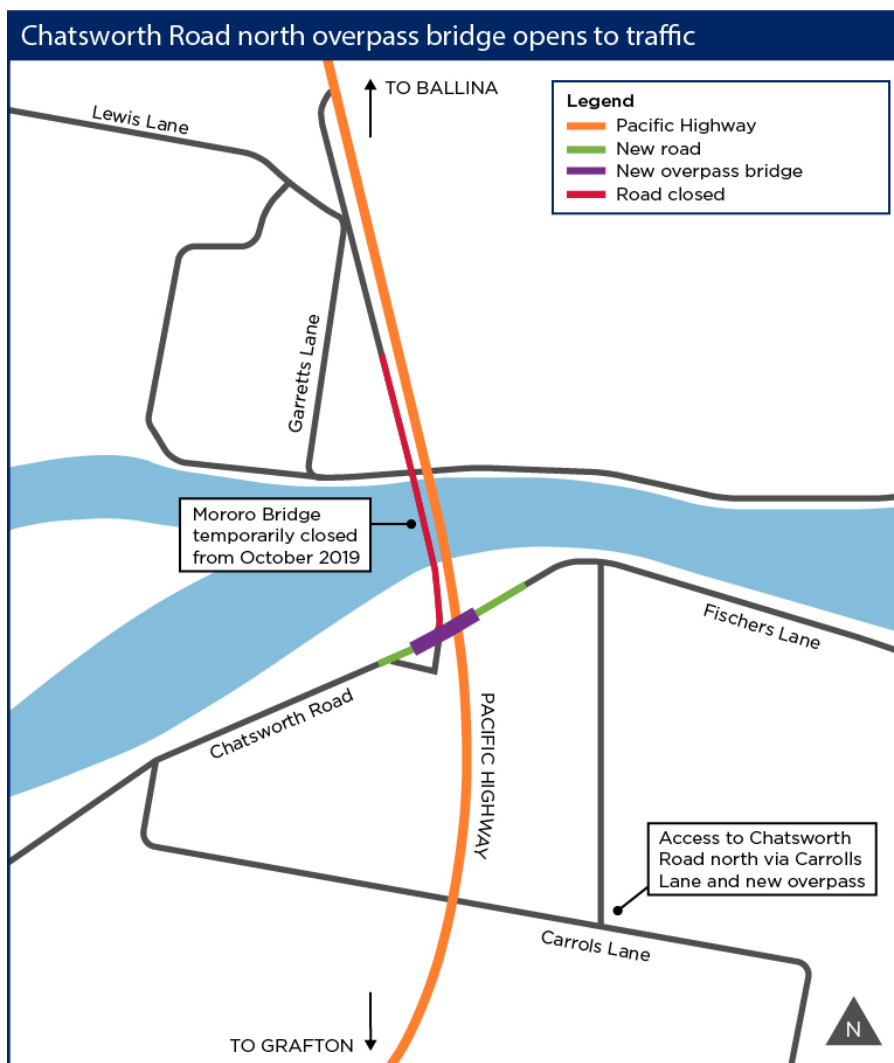 Chatsworth Road north overpass bridge opens to traffic
TO BALLINA
Legend
Pacific Highway
New road
New overpass bridge
Road closed
Lewis Lane
Garretts Lane
Mororo Bridge
temporarily closed
from October 2019
Fischers Lane
Chatsworth Road
PACIFIC HIGHWAY
Access to Chatsworth
Road north via Carrolls
Lane and new overpass
Carrols Lane
TO GRAFTON
N